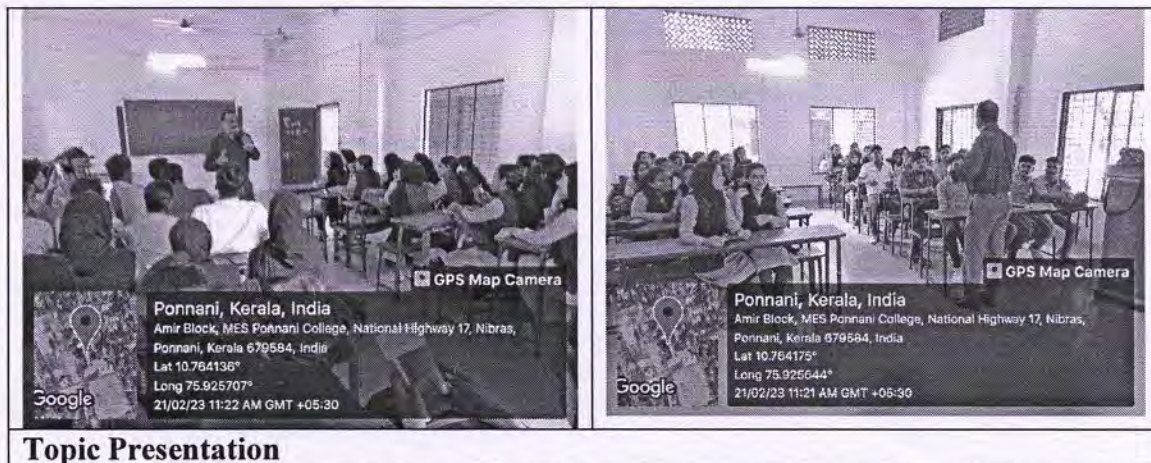 GPS Map Camera
Ponnani, Kerala, India
Amir Block, MES Ponnani College, National Highway 17, Nibras,
Ponnani, Kerala 679584, India
Lat 10.764136°
Long 75.925707°
21/02/23 11:22 AM GMT +05:30
Google
GPS Map Camera
Ponnani, Kerala, India
Amir Block, MES Ponnani College, National Highway 17, Nibras,
Ponnani, Kerala 679584, India
Lat 10.764175°
Long 75.925644°
21/02/23 11:21 AM GMT +05:30
Google
Topic Presentation